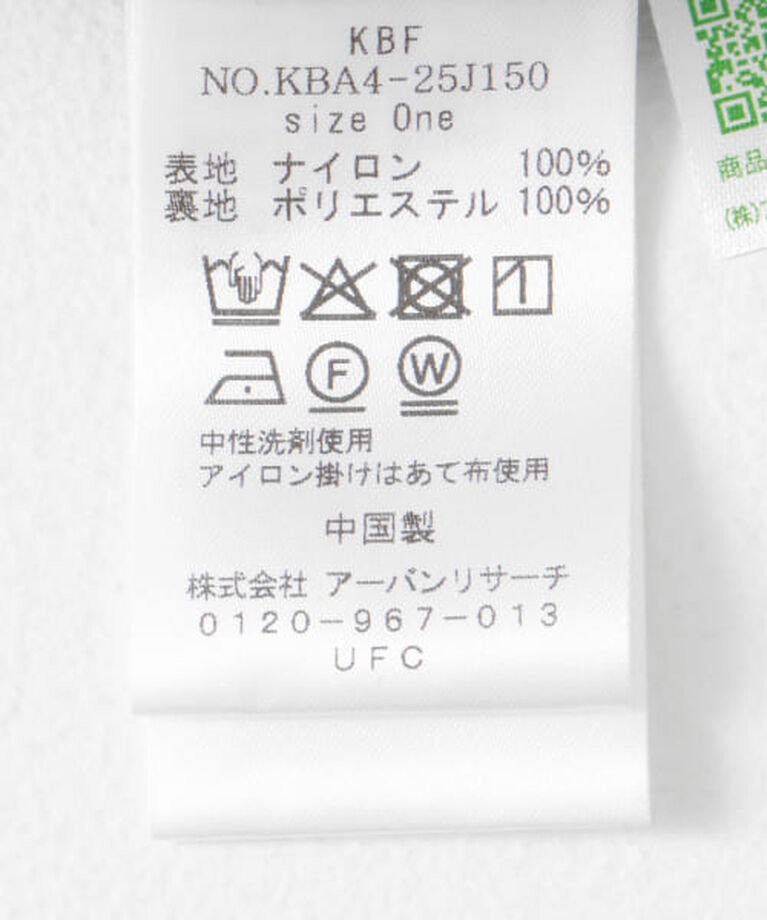 KBF
NO.KBA4-25J150
size One
表地 ナイロン 100%
裏地 ポリエステル 100%
F
W
中性洗剤使用
アイロン掛けはあて布使用
中国製
株式会社 アーバンリサーチ
0120-967-013
UFC
商品
(株)